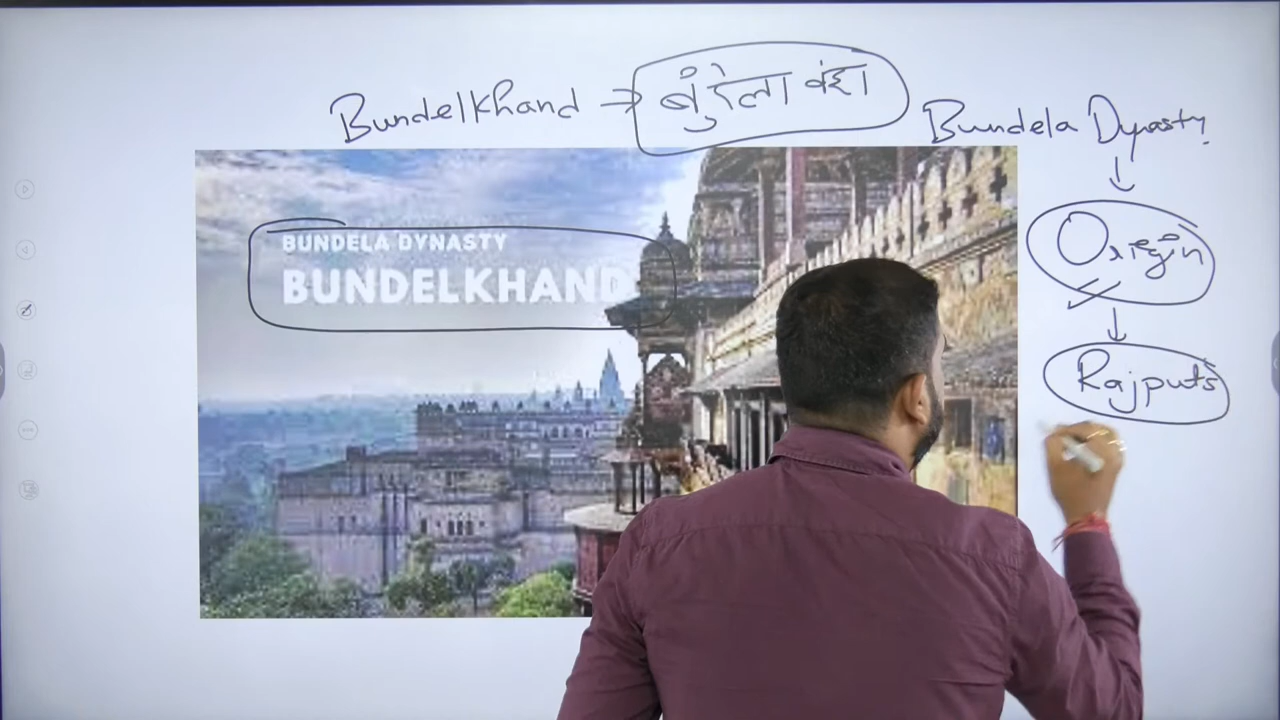 Bundelkhand ⇒ बुंदेला वंश
Bundela Dynasty
↓
Origin
↓
Rajputs
BUNDELA DYNASTY
BUNDELKHAND